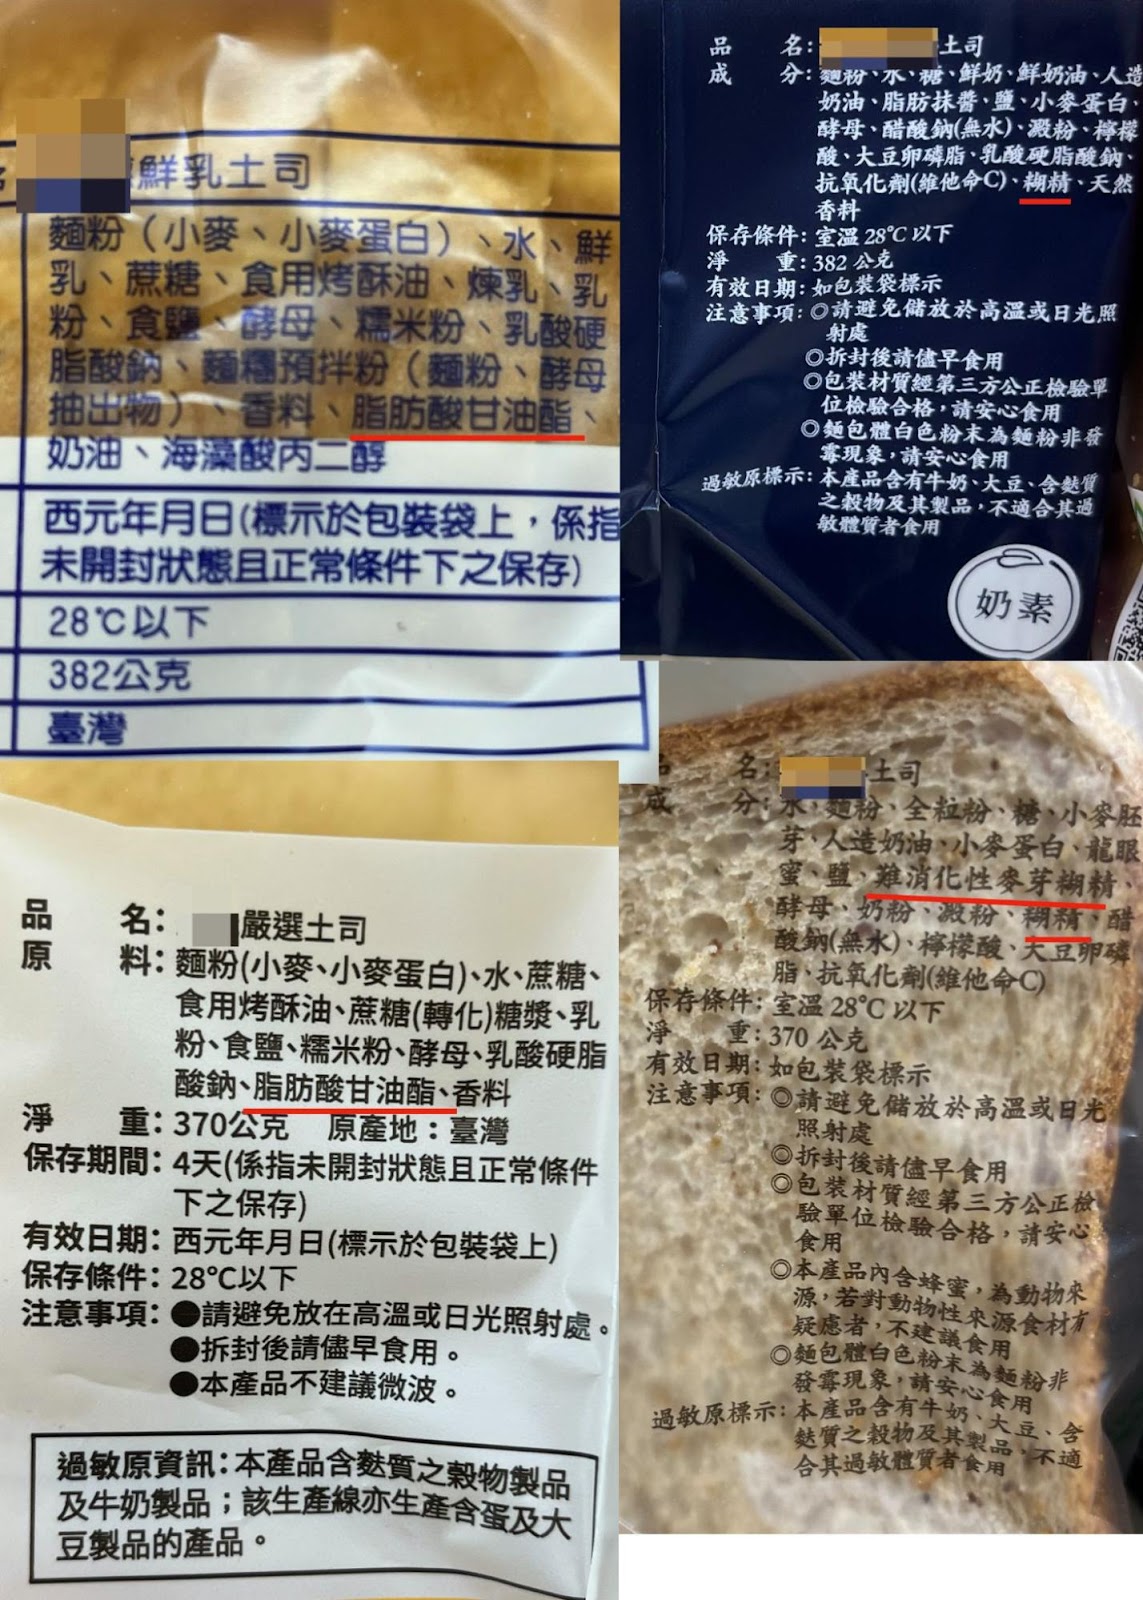 鮮乳土司
麵粉（小麥、小麥蛋白）、水、鮮
乳、蔗糖、食用烤酥油、煉乳、乳
粉、食鹽、酵母、糯米粉、乳酸硬
脂酸鈉、麵糰預拌粉（麵粉、酵母
抽出物）、香料、脂肪酸甘油酯、
奶油、海藻酸丙二醇
西元年月日(標示於包裝袋上，係指
未開封狀態且正常條件下之保存)
28℃以下
382公克
臺灣
品名：土司
成分：麵粉、水、糖、鮮奶、鮮奶油、人造
奶油、脂肪抹醬、鹽、小麥蛋白、
酵母、醋酸鈉(無水)、澱粉、檸檬
酸、大豆卵磷脂、乳酸硬脂酸鈉、
抗氧化劑(維他命C)、糊精、天然
香料
保存條件：室溫 28℃ 以下
淨重：382 公克
有效日期：如包裝袋標示
注意事項：◎請避免儲放於高溫或日光照
射處
◎拆封後請儘早食用
◎包裝材質經第三方公正檢驗單
位檢驗合格，請安心食用
◎麵包體白色粉末為麵粉非發
霉現象，請安心食用
過敏原標示：本產品含有牛奶、大豆、含麩質
之穀物及其製品，不適合其過
敏體質者食用
奶素
品名：嚴選土司
原料：麵粉(小麥、小麥蛋白)、水、蔗糖、
食用烤酥油、蔗糖(轉化)糖漿、乳
粉、食鹽、糯米粉、酵母、乳酸硬脂
酸鈉、脂肪酸甘油酯、香料
淨重：370公克 原產地：臺灣
保存期間：4天(係指未開封狀態且正常條件
下之保存)
有效日期：西元年月日(標示於包裝袋上)
保存條件：28℃以下
注意事項：●請避免放在高溫或日光照射處。
●拆封後請儘早食用。
●本產品不建議微波。
過敏原資訊：本產品含麩質之穀物製品
及牛奶製品；該生產線亦生產含蛋及大
豆製品的產品。
名：土司
成分：水、麵粉、全粒粉、糖、小麥胚
芽、人造奶油、小麥蛋白、龍眼
蜜、鹽、難消化性麥芽糊精、
酵母、奶粉、澱粉、糊精、醋
酸鈉(無水)、檸檬酸、大豆卵磷
脂、抗氧化劑(維他命C)
保存條件：室溫 28℃ 以下
淨重：370 公克
有效日期：如包裝袋標示
注意事項：◎請避免儲放於高溫或日光
照射處
◎拆封後請儘早食用
◎包裝材質經第三方公正檢
驗單位檢驗合格，請安心
食用
◎本產品內含蜂蜜，為動物來
源，若對動物性來源食材有
疑慮者，不建議食用
◎麵包體白色粉末為麵粉非
發霉現象，請安心食用
過敏原標示：本產品含有牛奶、大豆、含
麩質之穀物及其製品，不適
合其過敏體質者食用